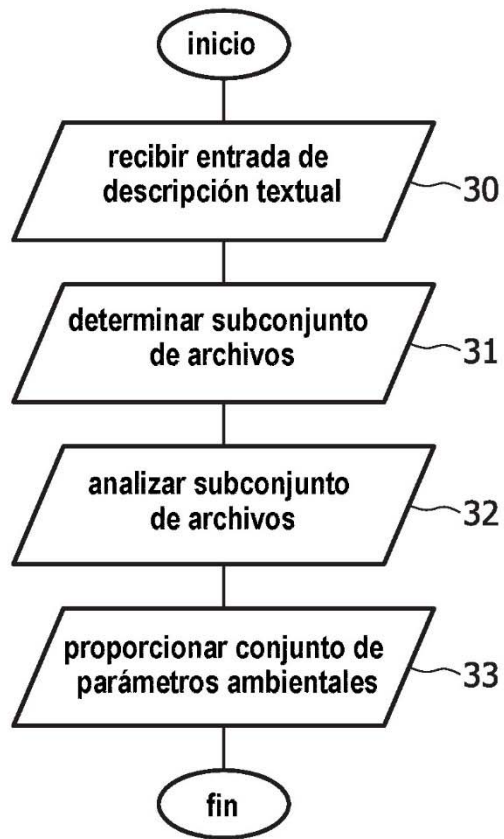 inicio
recibir entrada de
descripción textual
30
determinar subconjunto
de archivos
31
analizar subconjunto
de archivos
32
proporcionar conjunto de
parámetros ambientales
33
fin